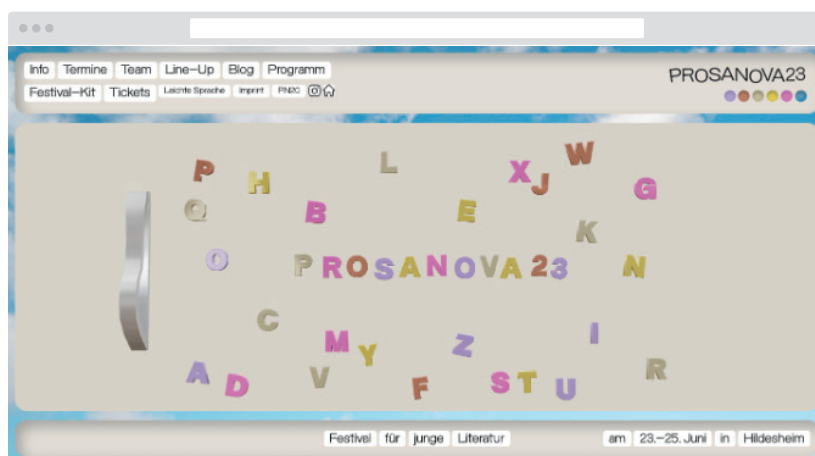 Info Termine Team Line-Up Blog Programm
Festival-Kit Tickets Leichte Sprache Imprint PN20
PROSANOVA23
L
W
P
H
X
J
G
Q
B
E
K
O
PROSANOVA23
N
C
M
Y
Z
I
A
D
V
F
S
T
U
R
Festival für junge Literatur
am 23.–25. Juni in Hildesheim